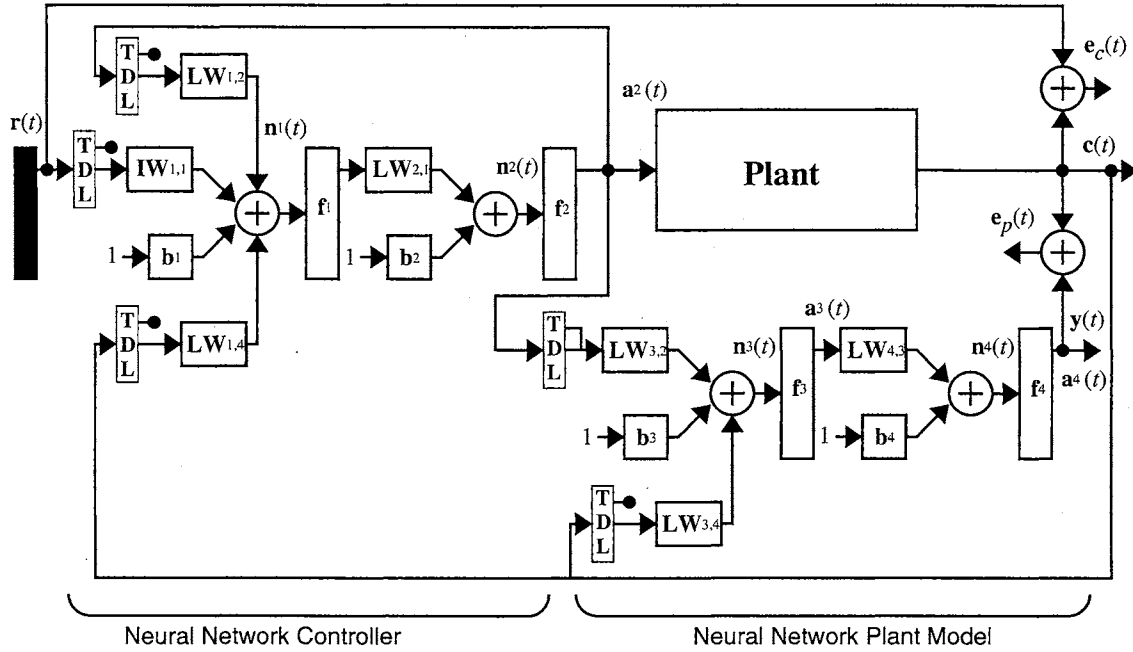 T
D
L
LW1,2
a2(t)
ec(t)
r(t)
n1(t)
T
D
L
IW1,1
f1
LW2,1
n2(t)
f2
Plant
c(t)
1
b1
1
b2
ep(t)
T
D
L
LW1,4
T
D
L
LW3,2
n3(t)
a3(t)
f3
LW4,3
n4(t)
f4
y(t)
a4(t)
1
b3
1
b4
T
D
L
LW3,4
Neural Network Controller
Neural Network Plant Model